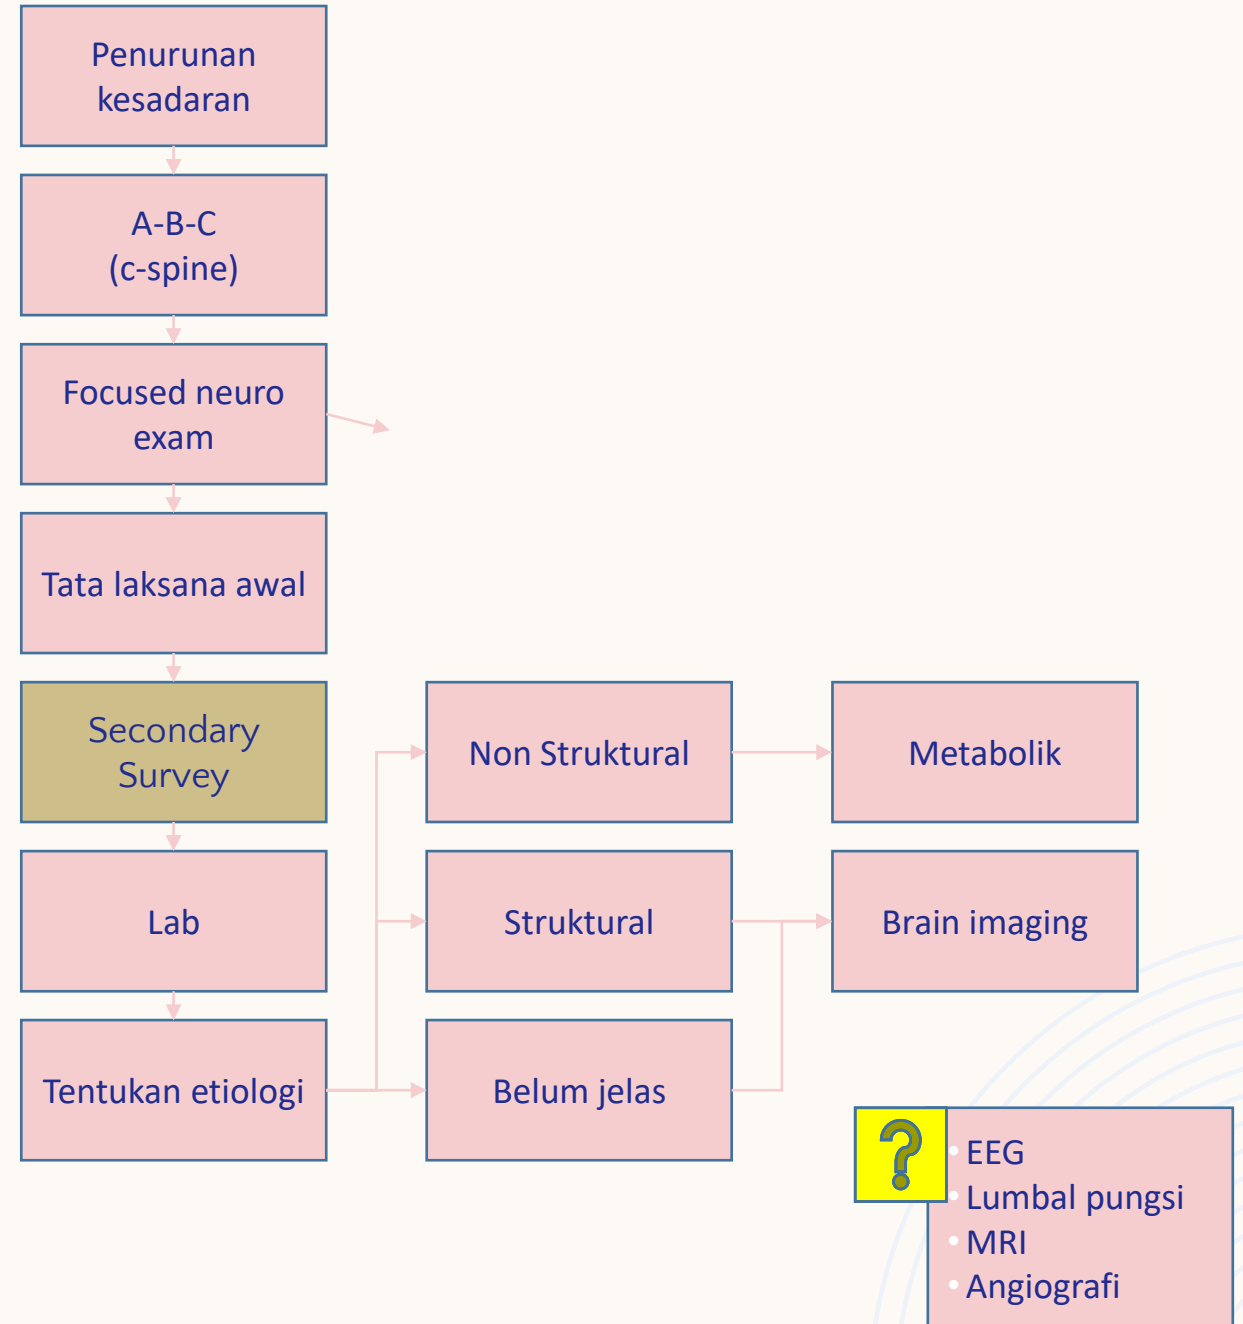 Penurunan
kesadaran
A-B-C
(c-spine)
Focused neuro
exam
Tata laksana awal
Secondary
Survey
Non Struktural
Metabolik
Lab
Struktural
Brain imaging
Tentukan etiologi
Belum jelas
?
• EEG
• Lumbal pungsi
• MRI
• Angiografi